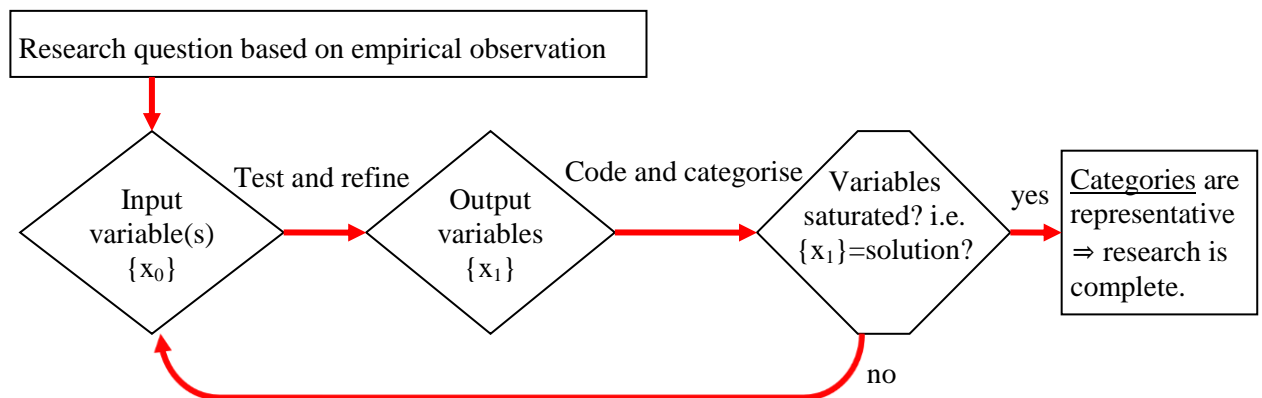 Research question based on empirical observation
Input
variable(s)
{x₀}
Test and refine
Output
variables
{x₁}
Code and categorise
Variables
saturated? i.e.
{x₁}=solution?
yes
Categories are
representative
⇒ research is
complete.
no